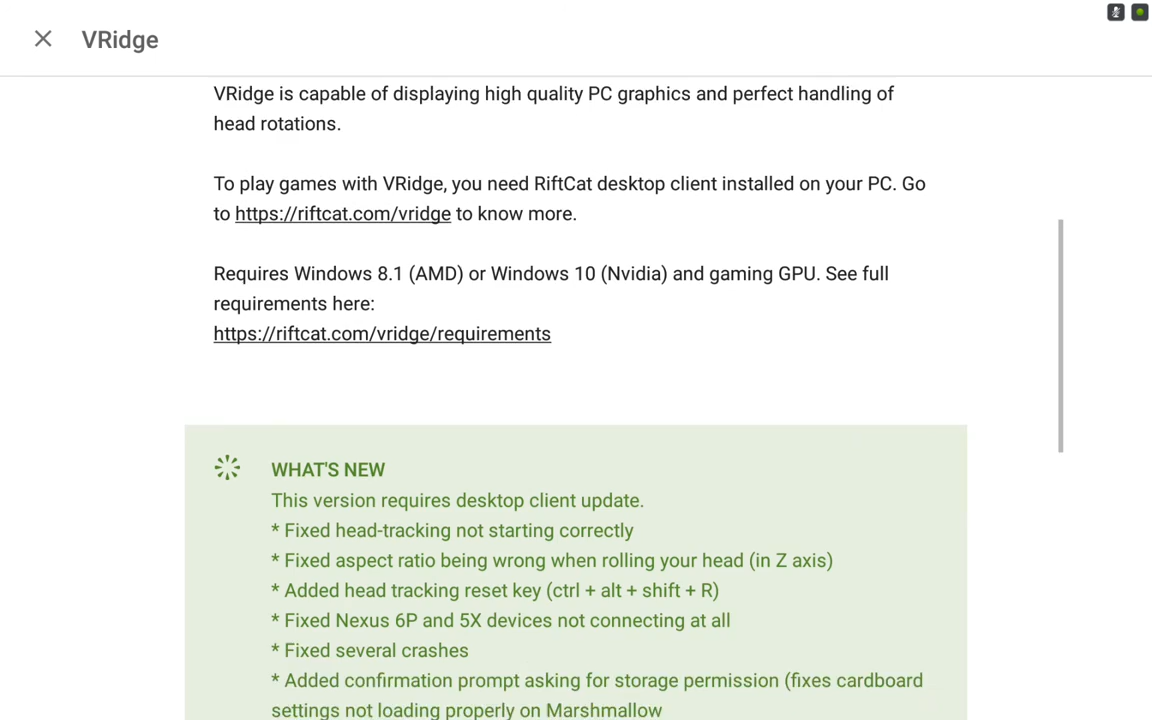 VRidge
VRidge is capable of displaying high quality PC graphics and perfect handling of
head rotations.
To play games with VRidge, you need RiftCat desktop client installed on your PC. Go
to https://riftcat.com/vridge to know more.
Requires Windows 8.1 (AMD) or Windows 10 (Nvidia) and gaming GPU. See full
requirements here:
https://riftcat.com/vridge/requirements
WHAT'S NEW
This version requires desktop client update.
* Fixed head-tracking not starting correctly
* Fixed aspect ratio being wrong when rolling your head (in Z axis)
* Added head tracking reset key (ctrl + alt + shift + R)
* Fixed Nexus 6P and 5X devices not connecting at all
* Fixed several crashes
* Added confirmation prompt asking for storage permission (fixes cardboard
settings not loading properly on Marshmallow